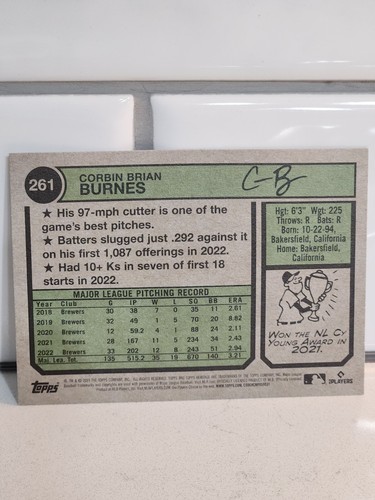 261
CORBIN BRIAN
BURNES
★ His 97-mph cutter is one of the
game's best pitches.
★ Batters slugged just .292 against it
on his first 1,087 offerings in 2022.
★ Had 10+ Ks in seven of first 18
starts in 2022.
Hgt: 6'3" Wgt: 225
Throws: R Bats: R
Born: 10-22-94,
Bakersfield, California
Home: Bakersfield,
California
MAJOR LEAGUE PITCHING RECORD
Year Club G IP W L SO BB ERA
2018 Brewers 30 38 7 0 35 11 2.61
2019 Brewers 32 49 1 5 70 20 8.82
2020 Brewers 12 59.2 4 1 88 24 2.11
2021 Brewers 28 167 11 5 234 34 2.43
2022 Brewers 33 202 12 8 243 51 2.94
Maj. Lea. Tot. 135 515.2 35 19 670 140 3.21
WON THE NL CY
YOUNG AWARD IN
2021.
Topps
PLAYERS